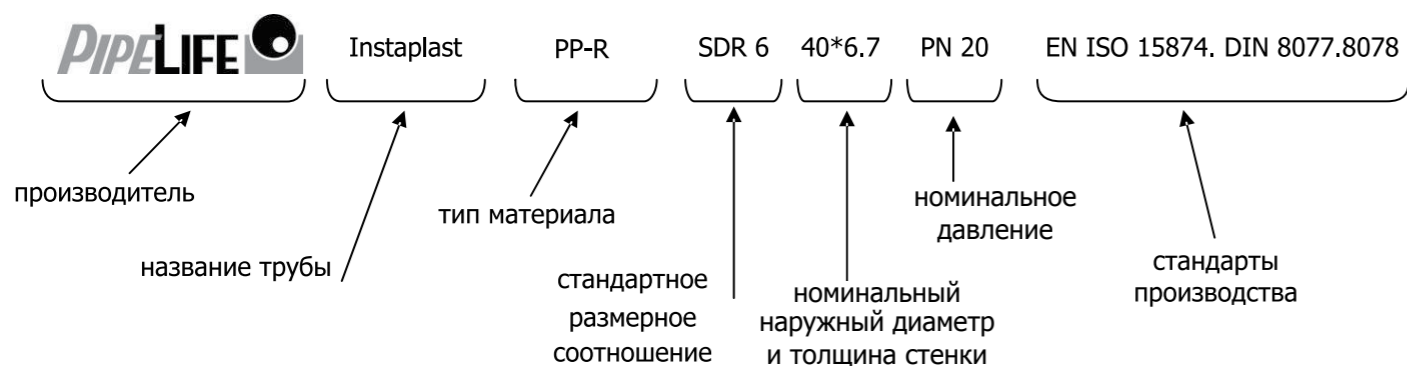 PIPELIFE Instaplast PP-R SDR 6 40*6.7 PN 20 EN ISO 15874. DIN 8077.8078
производитель
название трубы
тип материала
стандартное
размерное
соотношение
номинальный
наружный диаметр
и толщина стенки
номинальное
давление
стандарты
производства